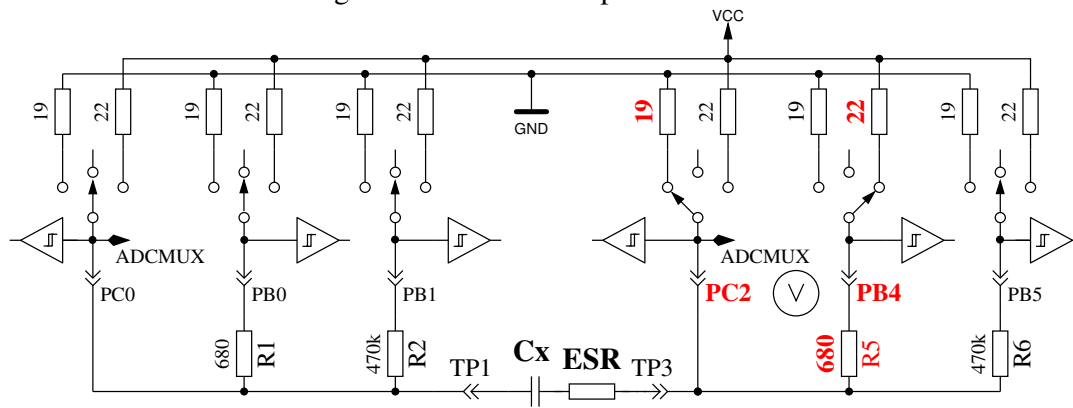 VCC
19 22 19 22 19 22 19 22 19 22 19 22
GND
ADCMUX ADCMUX
PC0 PB0 PB1 PC2 V PB4 PB5
680 R1 470k R2 680 R5 470k R6
TP1 Cx ESR TP3